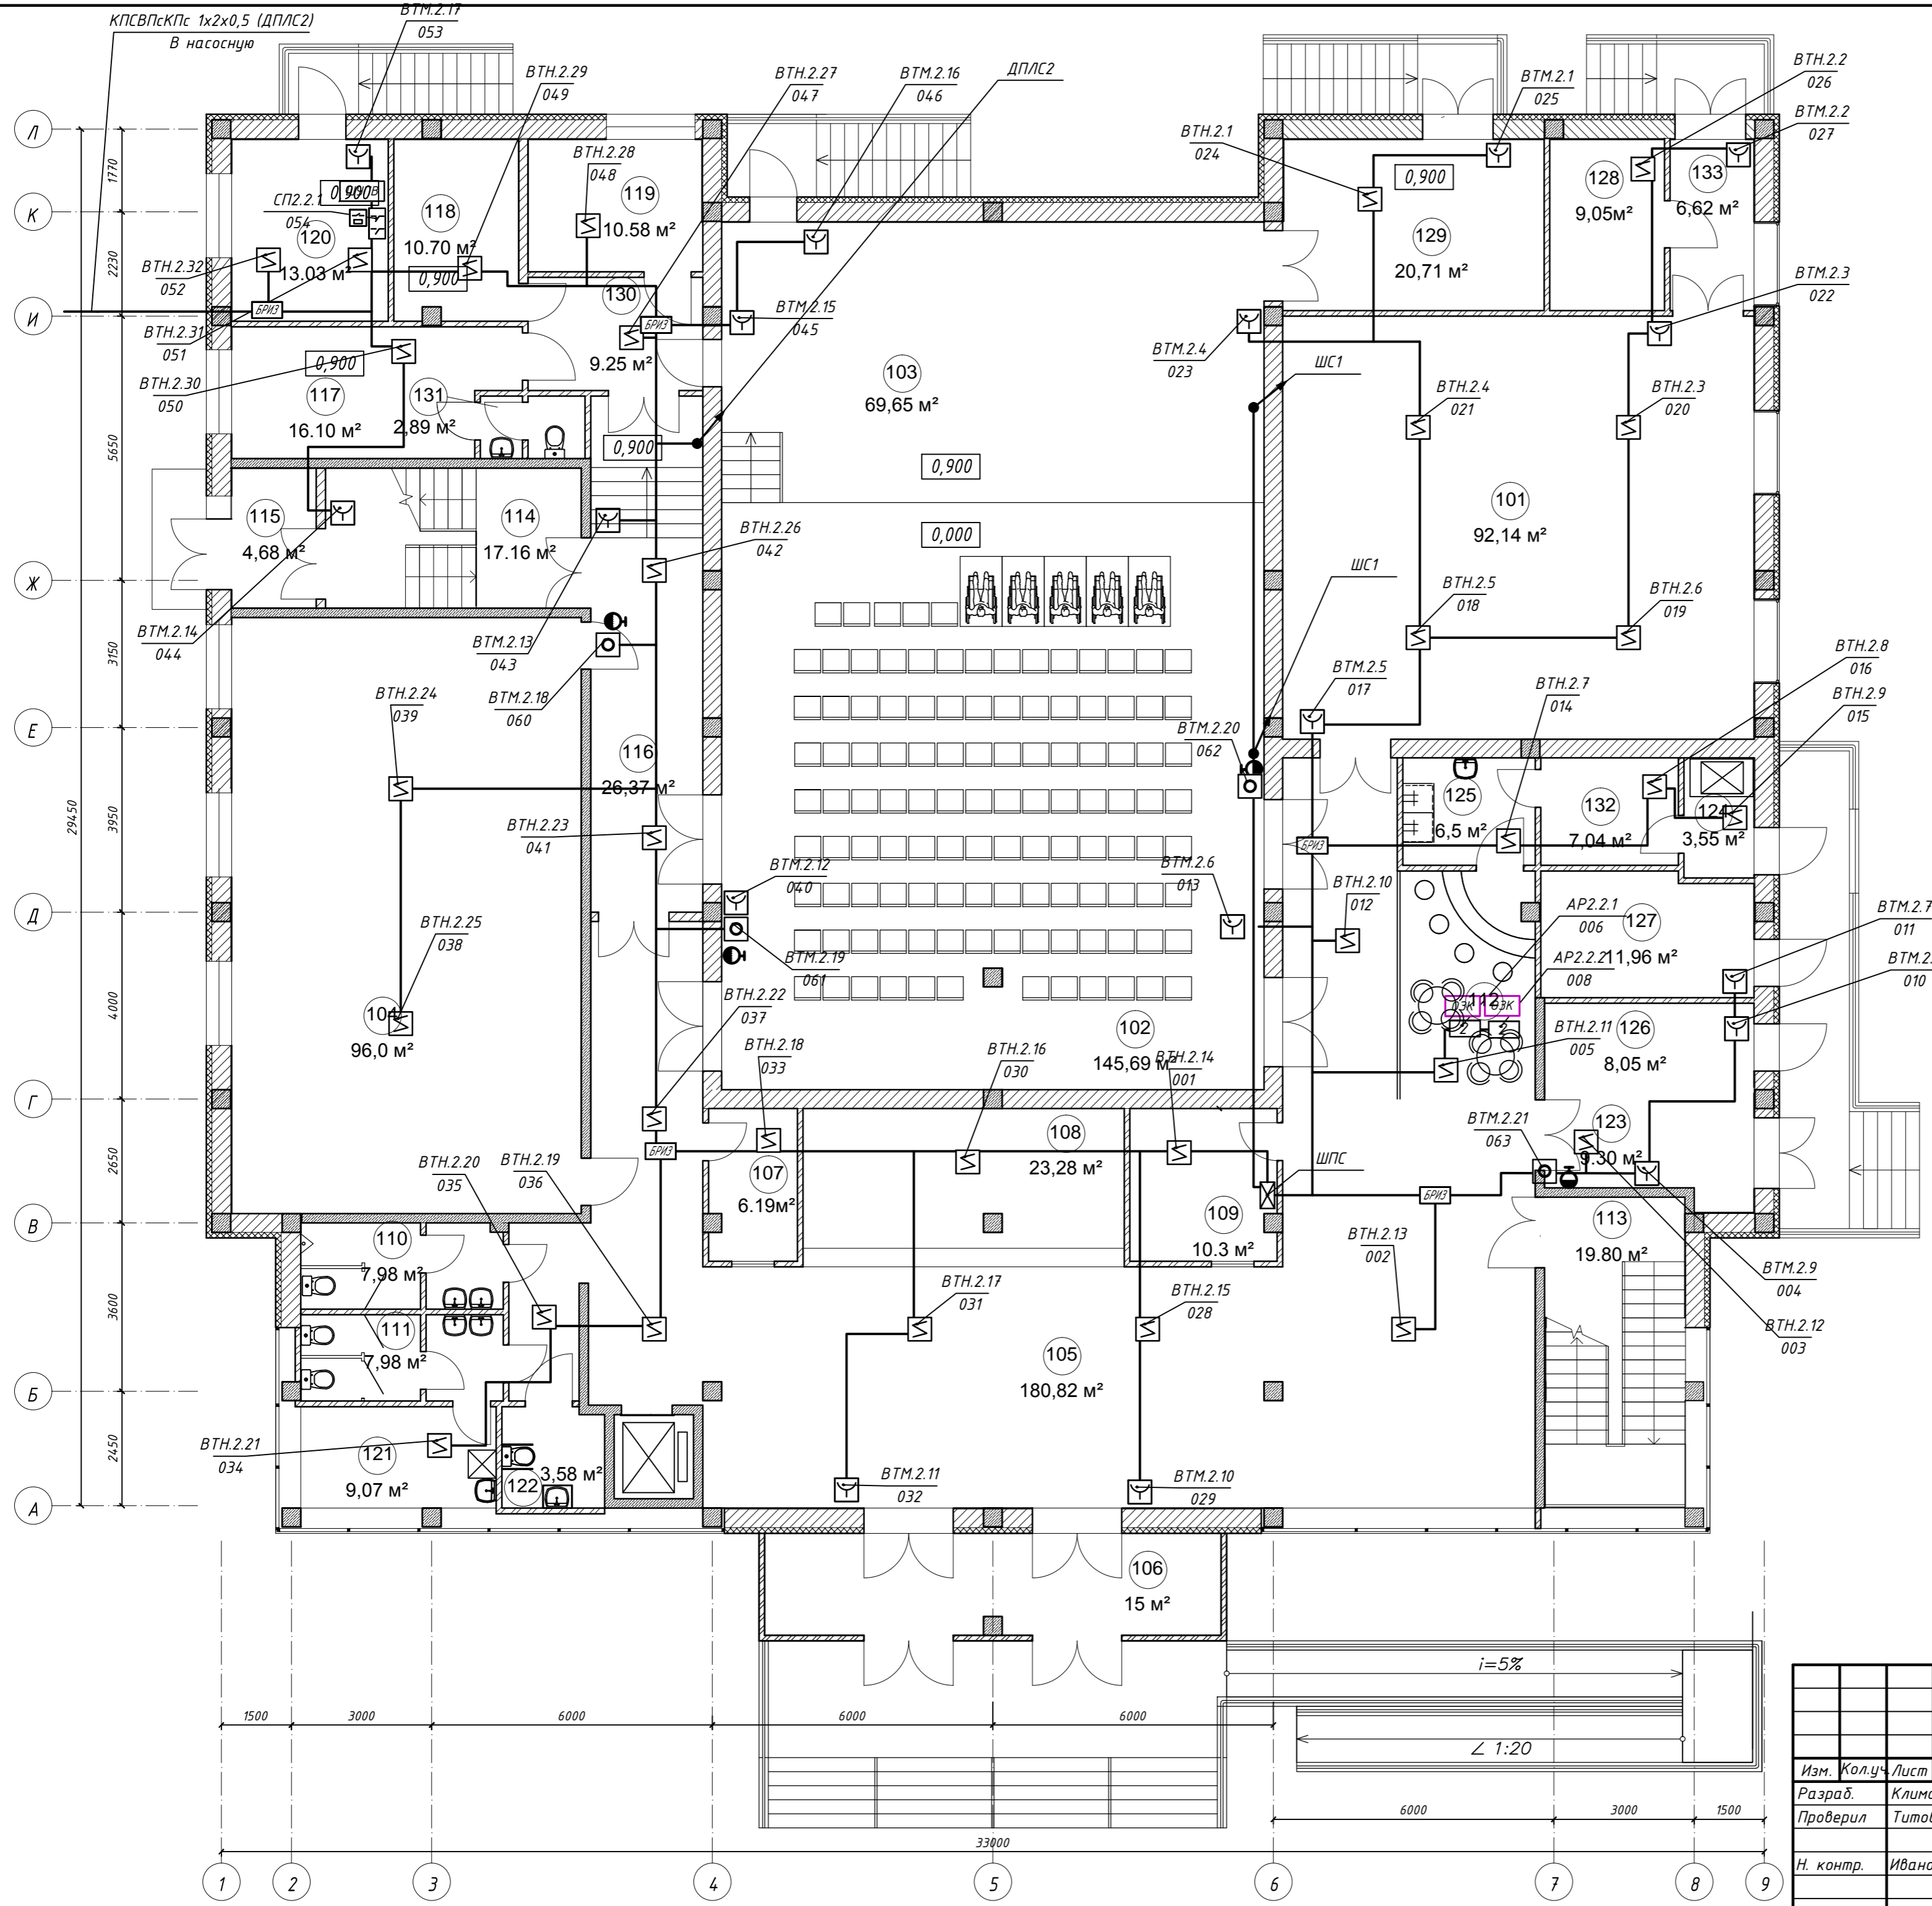 КПСВПсКПс 1х2х0,5 (ДПЛС2)
В насосную
ВТМ.2.17
053
ВТН.2.29
049
ВТН.2.27
047
ВТМ.2.16
046
ДПЛС2
ВТМ.2.1
025
ВТН.2.2
026
ВТМ.2.2
027
ВТН.2.1
024
ВТН.2.28
048
Л
К
И
Ж
Е
Д
Г
В
Б
А
1770
2230
5650
3150
3950
4000
2650
3600
2450
29450
0,900
СП2.2.1
054
120
13.03 м²
118
10.70 м²
0,900
119
10.58 м²
130
9.25 м²
0,900
129
20,71 м²
128
9,05м²
133
6,62 м²
ВТН.2.32
052
ВТН.2.31
051
БРИЗ
БРИЗ
ВТМ.2.15
045
ВТМ.2.3
022
ВТМ.2.4
023
ВТН.2.30
050
0,900
117
16.10 м²
131
2,89 м²
0,900
103
69,65 м²
0,900
0,000
ШС1
ВТН.2.4
021
ВТН.2.3
020
101
92,14 м²
115
4,68 м²
114
17.16 м²
ВТН.2.26
042
ШС1
ВТН.2.5
018
ВТН.2.6
019
ВТМ.2.14
044
ВТМ.2.13
043
ВТМ.2.18
060
ВТН.2.24
039
ВТМ.2.5
017
ВТН.2.7
014
ВТН.2.8
016
ВТН.2.9
015
ВТМ.2.20
062
116
26,37 м²
125
6,5 м²
132
7,04 м²
124
3,55 м²
ВТН.2.23
041
БРИЗ
ВТМ.2.12
040
ВТМ.2.6
013
ВТН.2.10
012
АР2.2.1
006
АР2.2.2
008
127
11,96 м²
ВТМ.2.7
011
ВТМ.2.
010
ВТН.2.25
038
ВТМ.2.19
061
ВТН.2.22
037
104
96,0 м²
112
ОЗК
ОЗК
2
2
ВТН.2.11
005
126
8,05 м²
102
145,69 м²
ВТН.2.18
033
ВТН.2.16
030
ВТН.2.14
001
ВТМ.2.21
063
123
9.30 м²
БРИЗ
107
6.19м²
108
23,28 м²
ШПС
БРИЗ
109
10.3 м²
113
19.80 м²
ВТН.2.20
035
ВТН.2.19
036
ВТН.2.13
002
ВТМ.2.9
004
ВТН.2.12
003
110
7,98 м²
111
7,98 м²
ВТН.2.17
031
ВТН.2.15
028
105
180,82 м²
ВТН.2.21
034
121
9,07 м²
122
3,58 м²
ВТМ.2.11
032
ВТМ.2.10
029
106
15 м²
i=5%
∠ 1:20
1500
3000
6000
6000
6000
6000
3000
1500
33000
1
2
3
4
5
6
7
8
9
Изм.
Кол.уч
Лист
Разраб.
Клим
Проверил
Тито
Н. контр.
Ивано